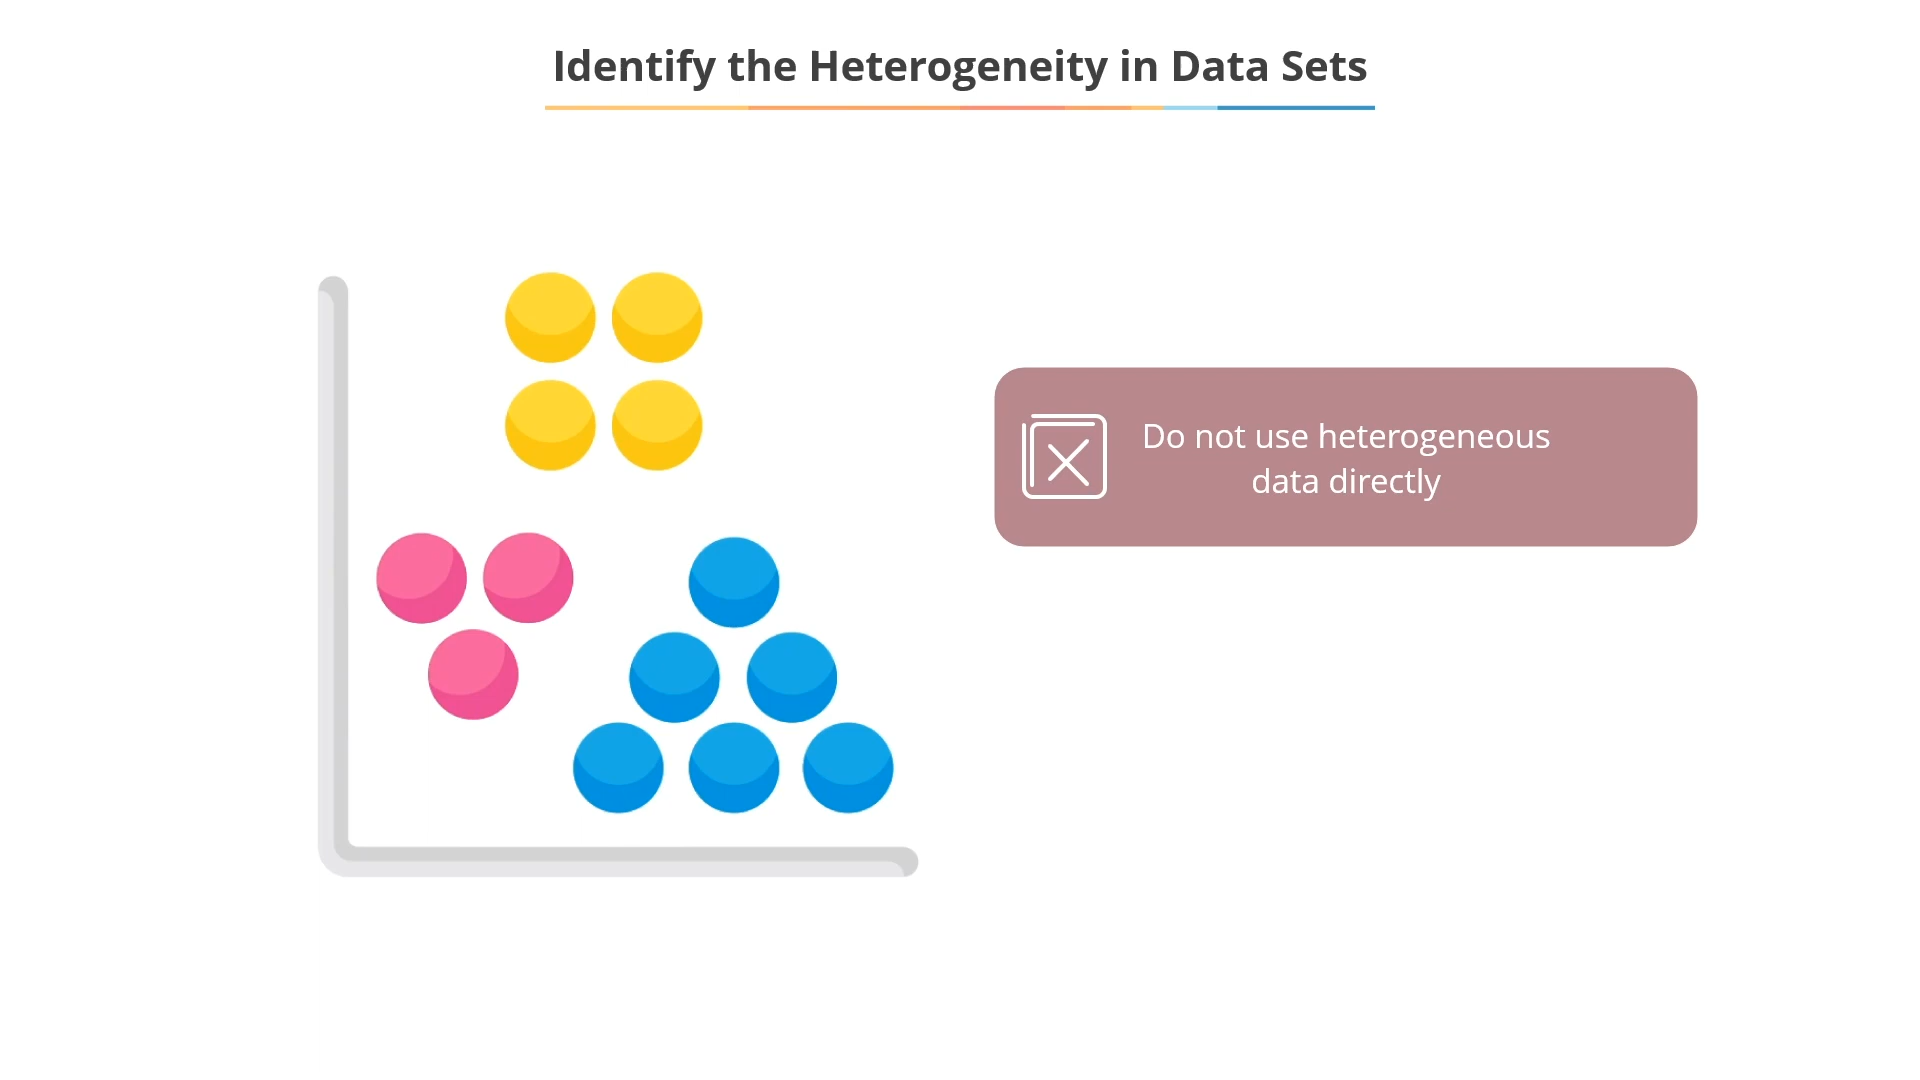 Identify the Heterogeneity in Data Sets
Do not use heterogeneous
data directly